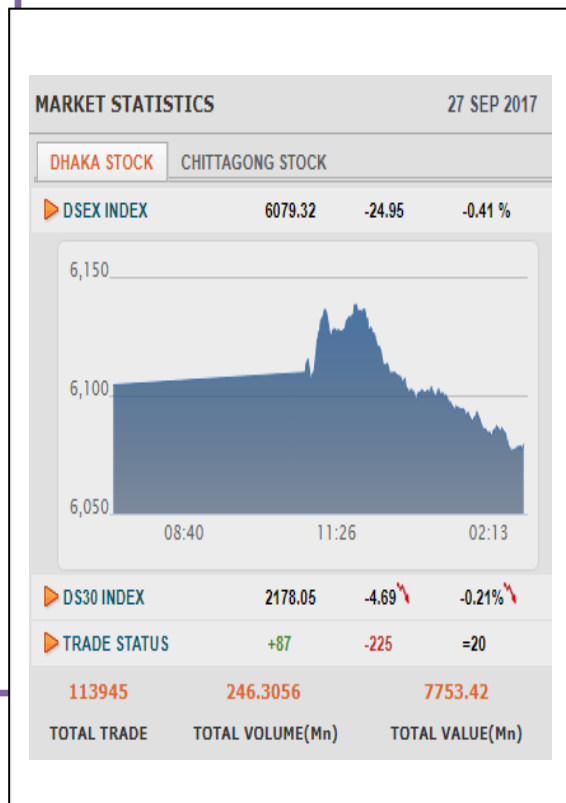 MARKET STATISTICS 27 SEP 2017
DHAKA STOCK CHITTAGONG STOCK
DSEX INDEX 6079.32 -24.95 -0.41 %
6,150
6,100
6,050
08:40 11:26 02:13
DS30 INDEX 2178.05 -4.69 -0.21%
TRADE STATUS +87 -225 =20
113945 246.3056 7753.42
TOTAL TRADE TOTAL VOLUME(Mn) TOTAL VALUE(Mn)